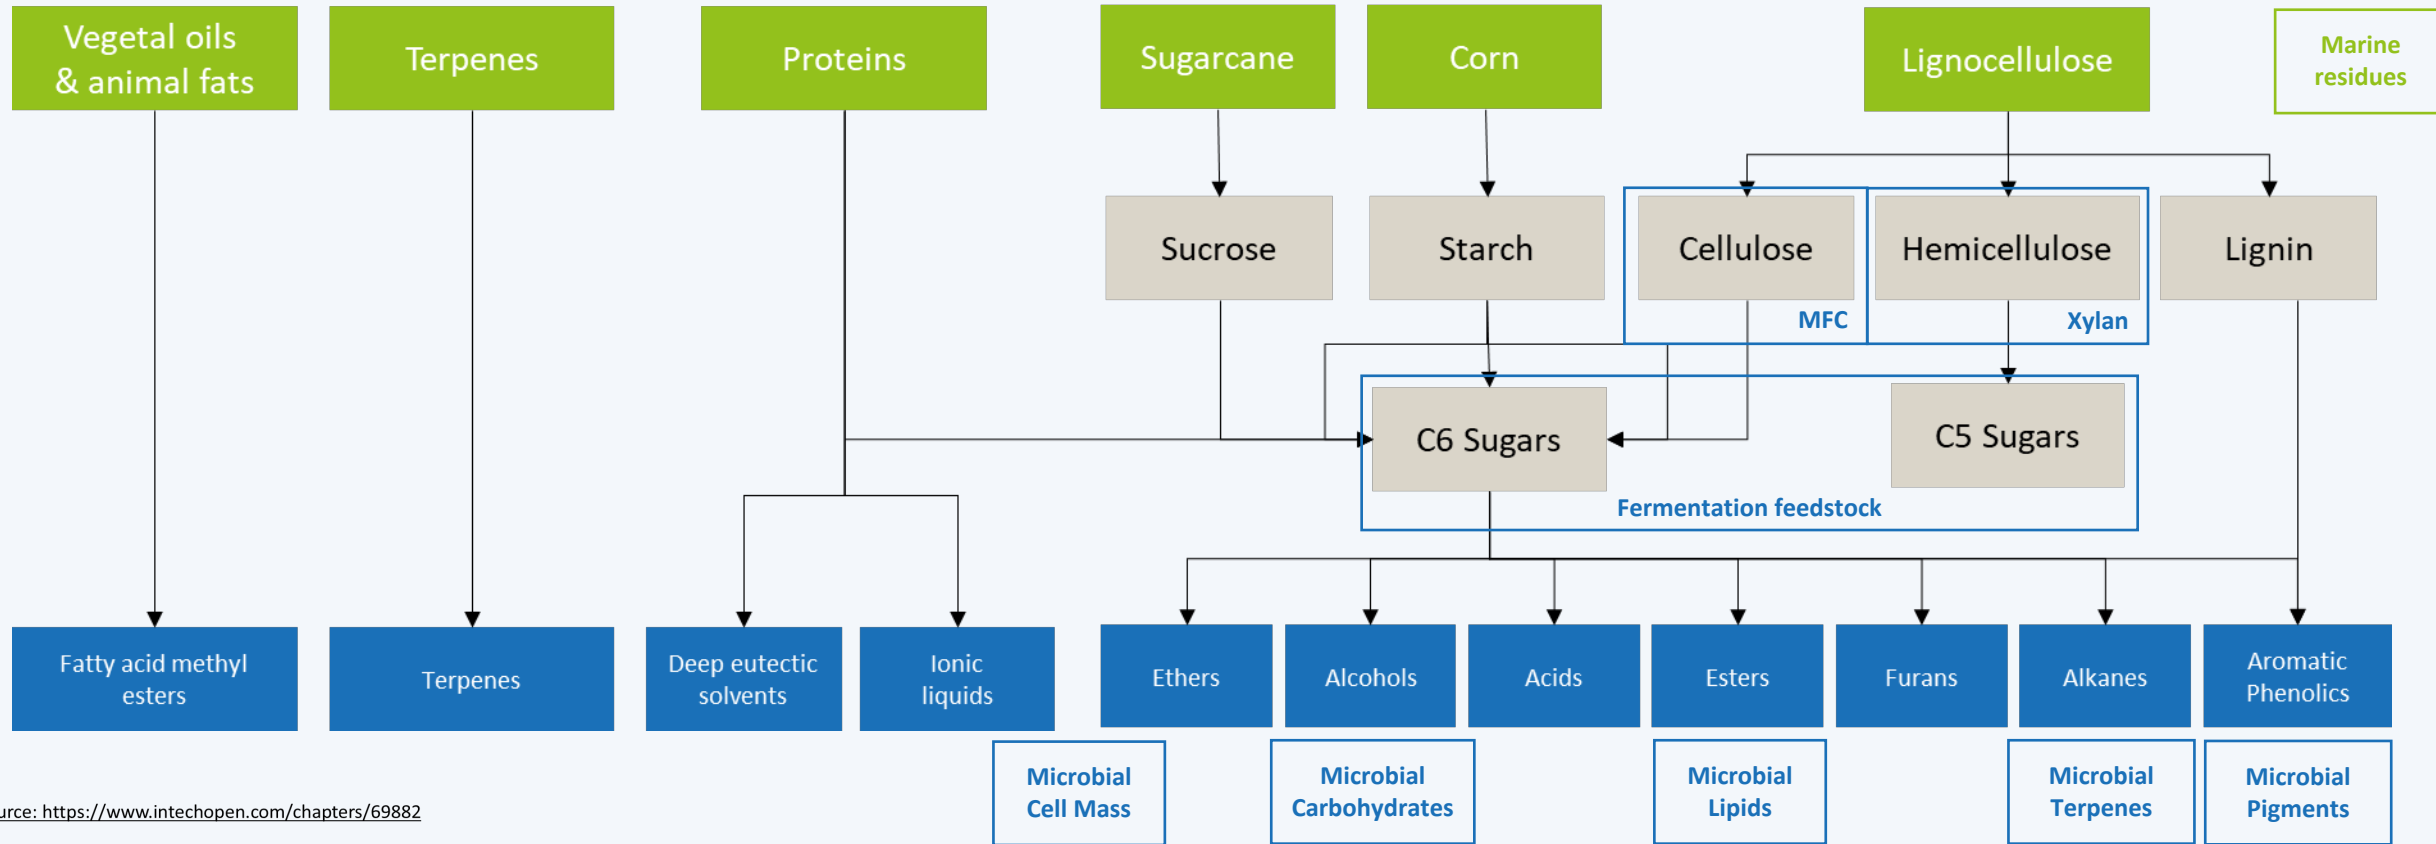 Vegetal oils
& animal fats
Terpenes
Proteins
Sugarcane
Corn
Lignocellulose
Marine
residues
Sucrose
Starch
Cellulose
Hemicellulose
Lignin
MFC
Xylan
C6 Sugars
C5 Sugars
Fermentation feedstock
Fatty acid methyl
esters
Terpenes
Deep eutectic
solvents
Ionic
liquids
Ethers
Alcohols
Acids
Esters
Furans
Alkanes
Aromatic
Phenolics
Microbial
Cell Mass
Microbial
Carbohydrates
Microbial
Lipids
Microbial
Terpenes
Microbial
Pigments
urce: https://www.intechopen.com/chapters/69882